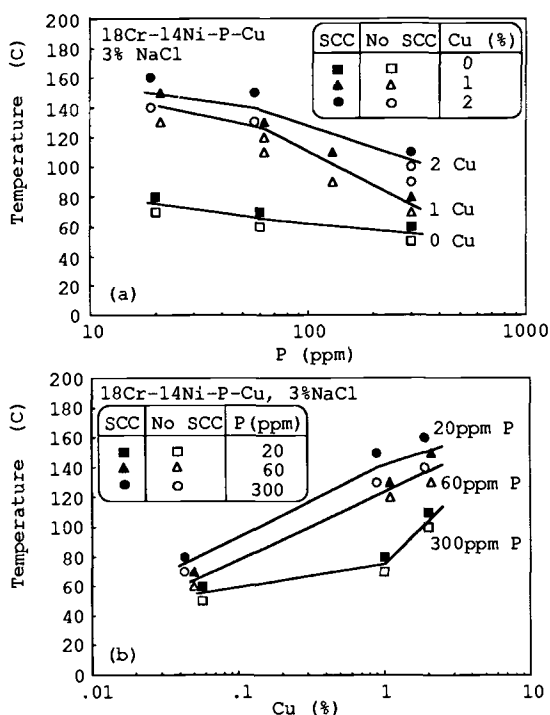 18Cr-14Ni-P-Cu
3% NaCl
SCC No SCC Cu (%)
0
1
2
Temperature (C)
200
180
160
140
120
100
80
60
40
20
0
2 Cu
1 Cu
0 Cu
(a)
10 100 1000
P (ppm)
18Cr-14Ni-P-Cu, 3%NaCl
SCC No SCC P(ppm)
20
60
300
Temperature (C)
200
180
160
140
120
100
80
60
40
20
0
20ppm P
60ppm P
300ppm P
(b)
.01 0.1 1 10
Cu (%)